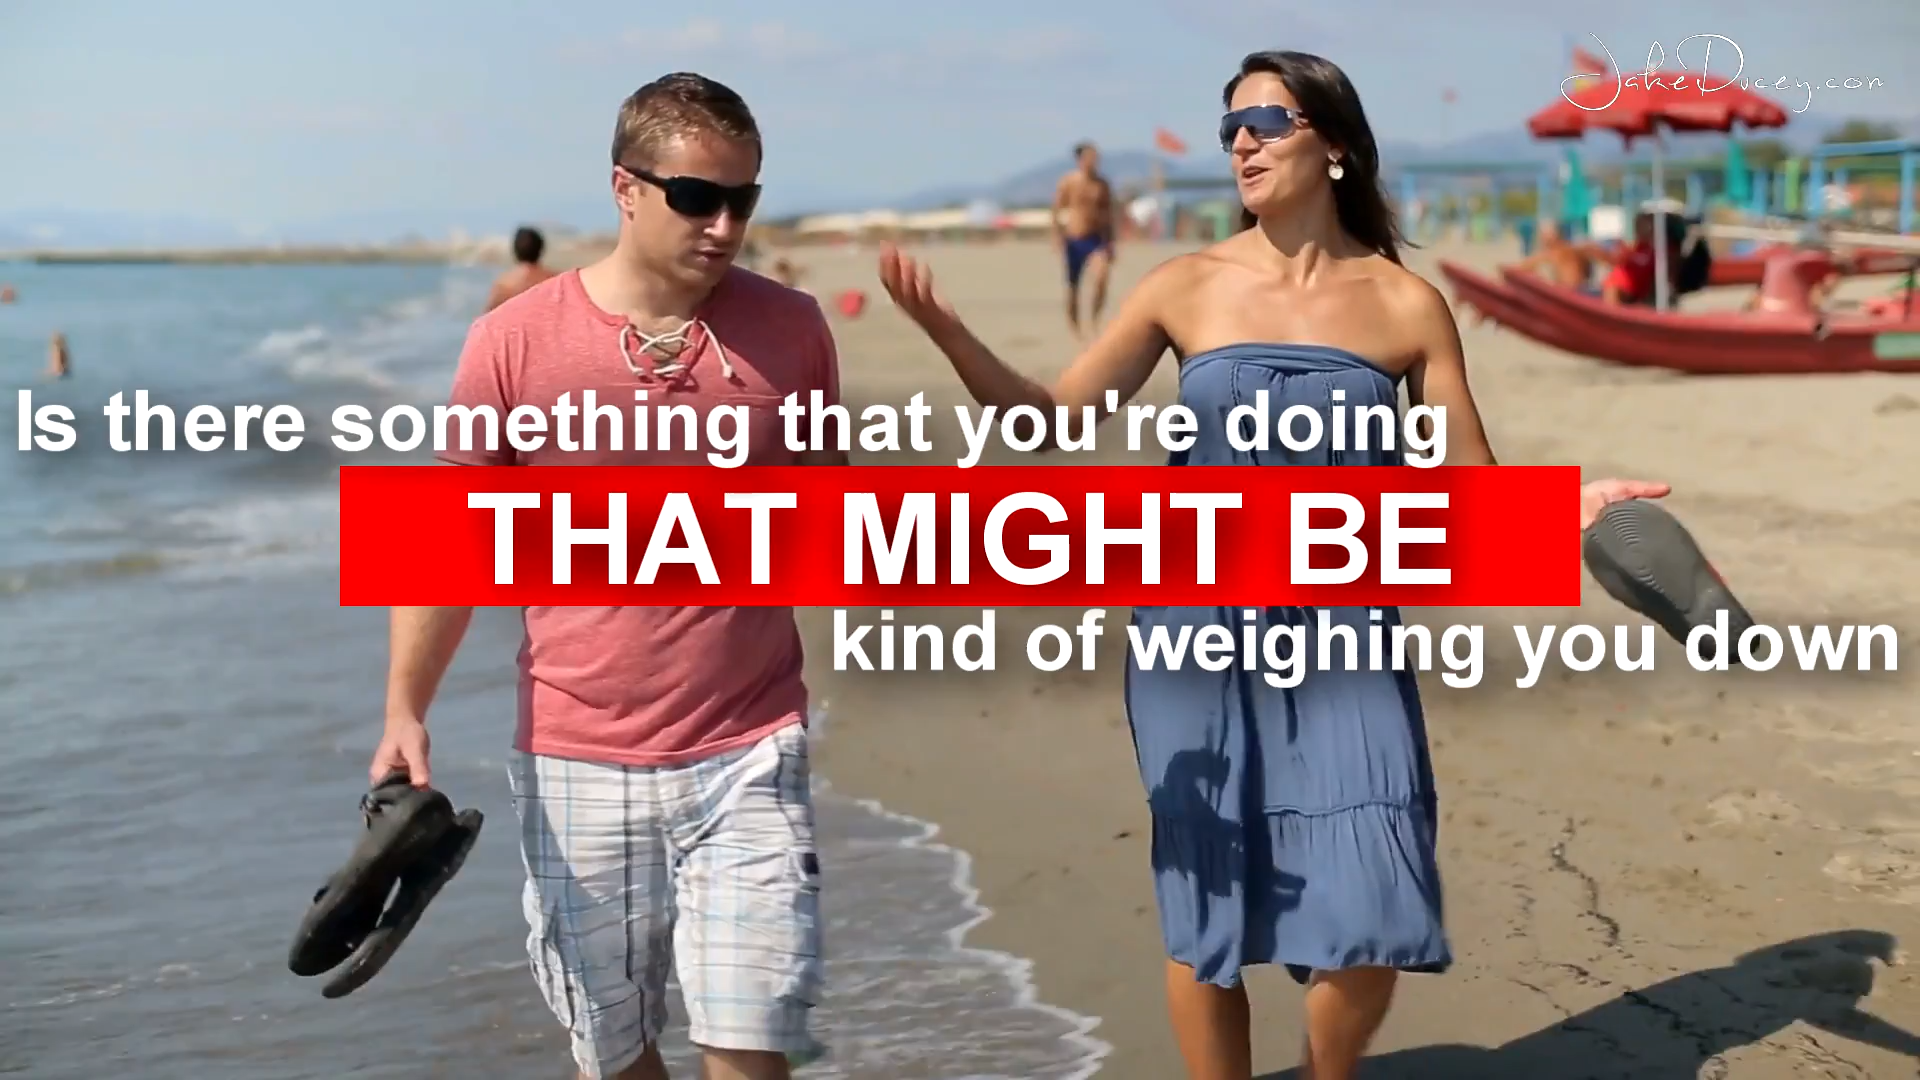 JakeDucey.com
Is there something that you're doing
THAT MIGHT BE
kind of weighing you down